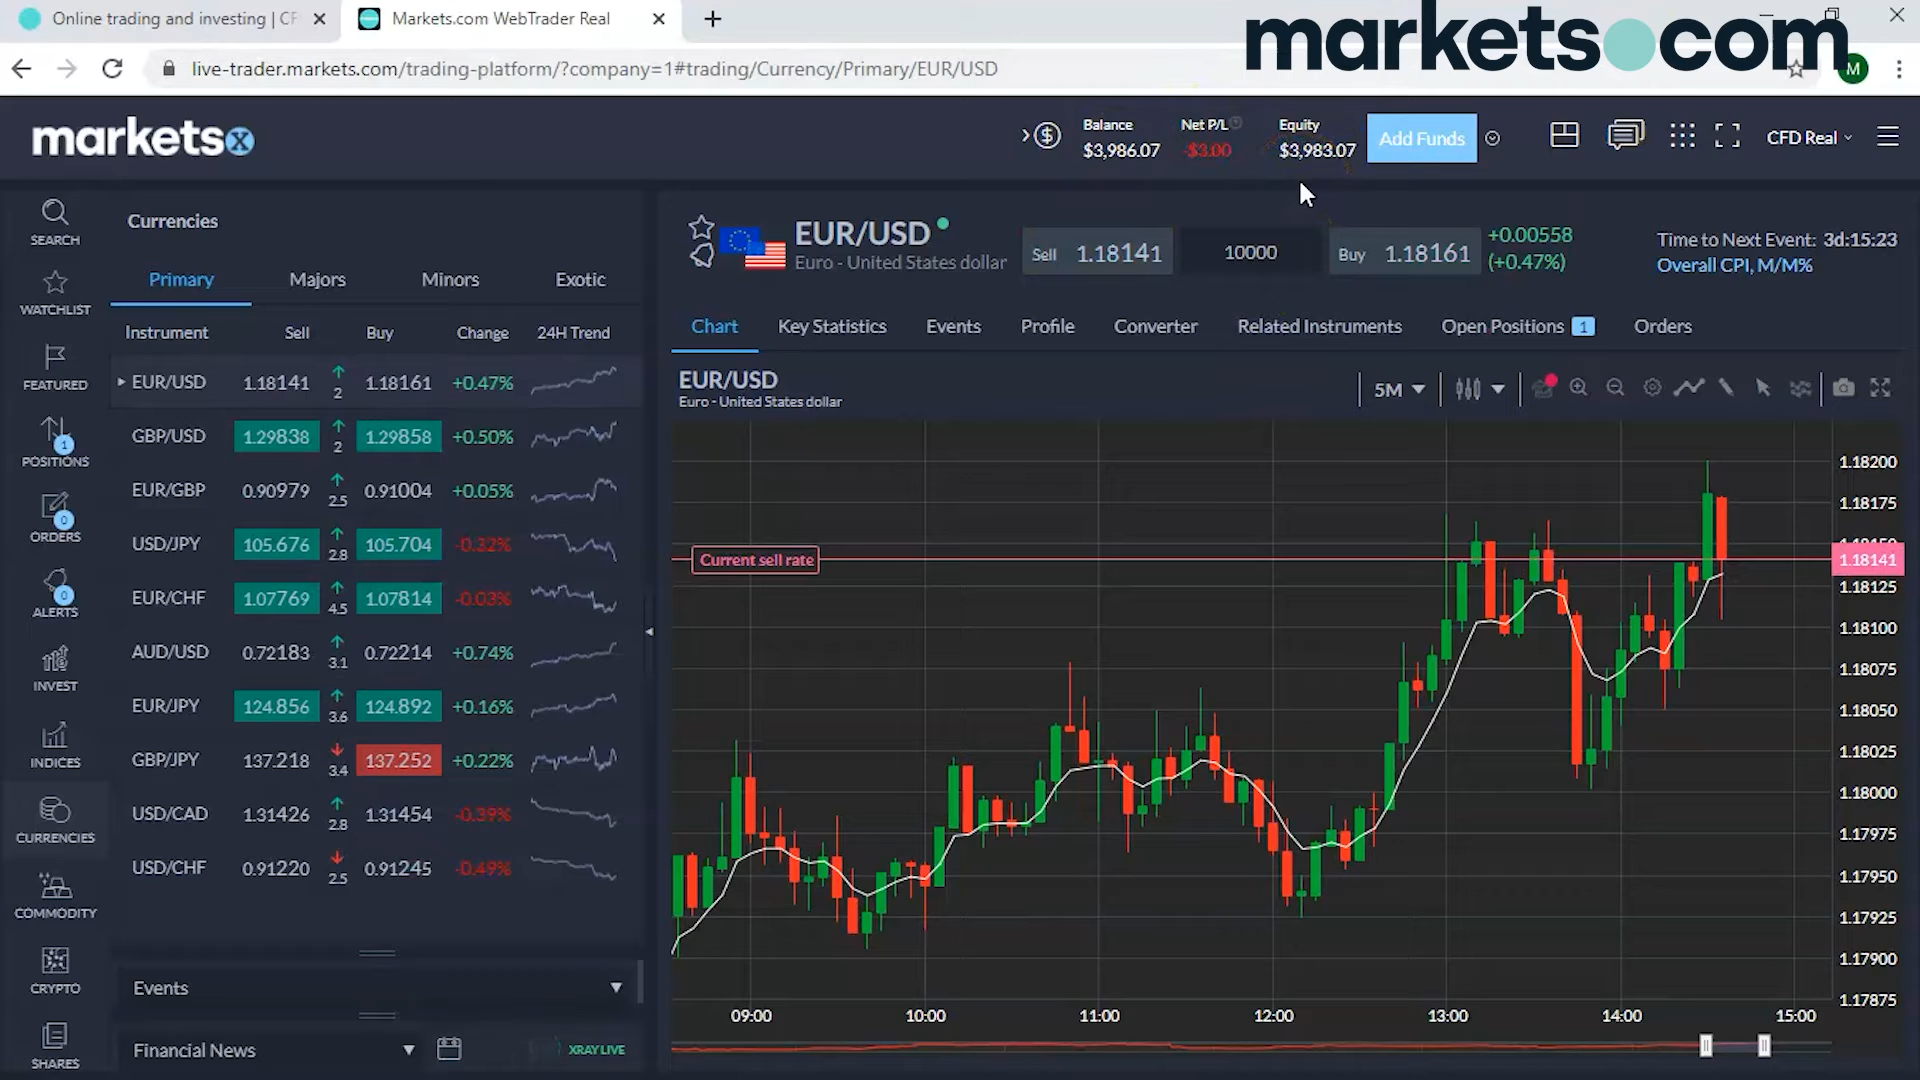 Online trading and investing | CF
Markets.com WebTrader Real
markets.com
live-trader.markets.com/trading-platform/?company=1#trading/Currency/Primary/EUR/USD
M
marketsx
Balance
$3,986.07
Net P/L
-$3.00
Equity
$3,983.07
Add Funds
CFD Real
SEARCH
WATCHLIST
FEATURED
1
POSITIONS
0
ORDERS
0
ALERTS
INVEST
INDICES
CURRENCIES
COMMODITY
CRYPTO
SHARES
Currencies
Primary Majors Minors Exotic
Instrument Sell Buy Change 24H Trend
EUR/USD 1.18141 2 1.18161 +0.47%
GBP/USD 1.29838 2 1.29858 +0.50%
EUR/GBP 0.90979 2.5 0.91004 +0.05%
USD/JPY 105.676 2.8 105.704 -0.22%
EUR/CHF 1.07769 4.5 1.07814 -0.03%
AUD/USD 0.72183 3.1 0.72214 +0.74%
EUR/JPY 124.856 3.6 124.892 +0.16%
GBP/JPY 137.218 3.4 137.252 +0.22%
USD/CAD 1.31426 2.8 1.31454 -0.39%
USD/CHF 0.91220 2.5 0.91245 -0.49%
Events
Financial News
XRAY LIVE
EUR/USD
Euro - United States dollar
Sell 1.18141
10000
Buy 1.18161
+0.00558
(+0.47%)
Time to Next Event: 3d:15:23
Overall CPI, M/M%
Chart Key Statistics Events Profile Converter Related Instruments Open Positions 1 Orders
EUR/USD
Euro - United States dollar
5M
Current sell rate
1.18200
1.18175
1.18141
1.18125
1.18100
1.18075
1.18050
1.18025
1.18000
1.17975
1.17950
1.17925
1.17900
1.17875
09:00 10:00 11:00 12:00 13:00 14:00 15:00